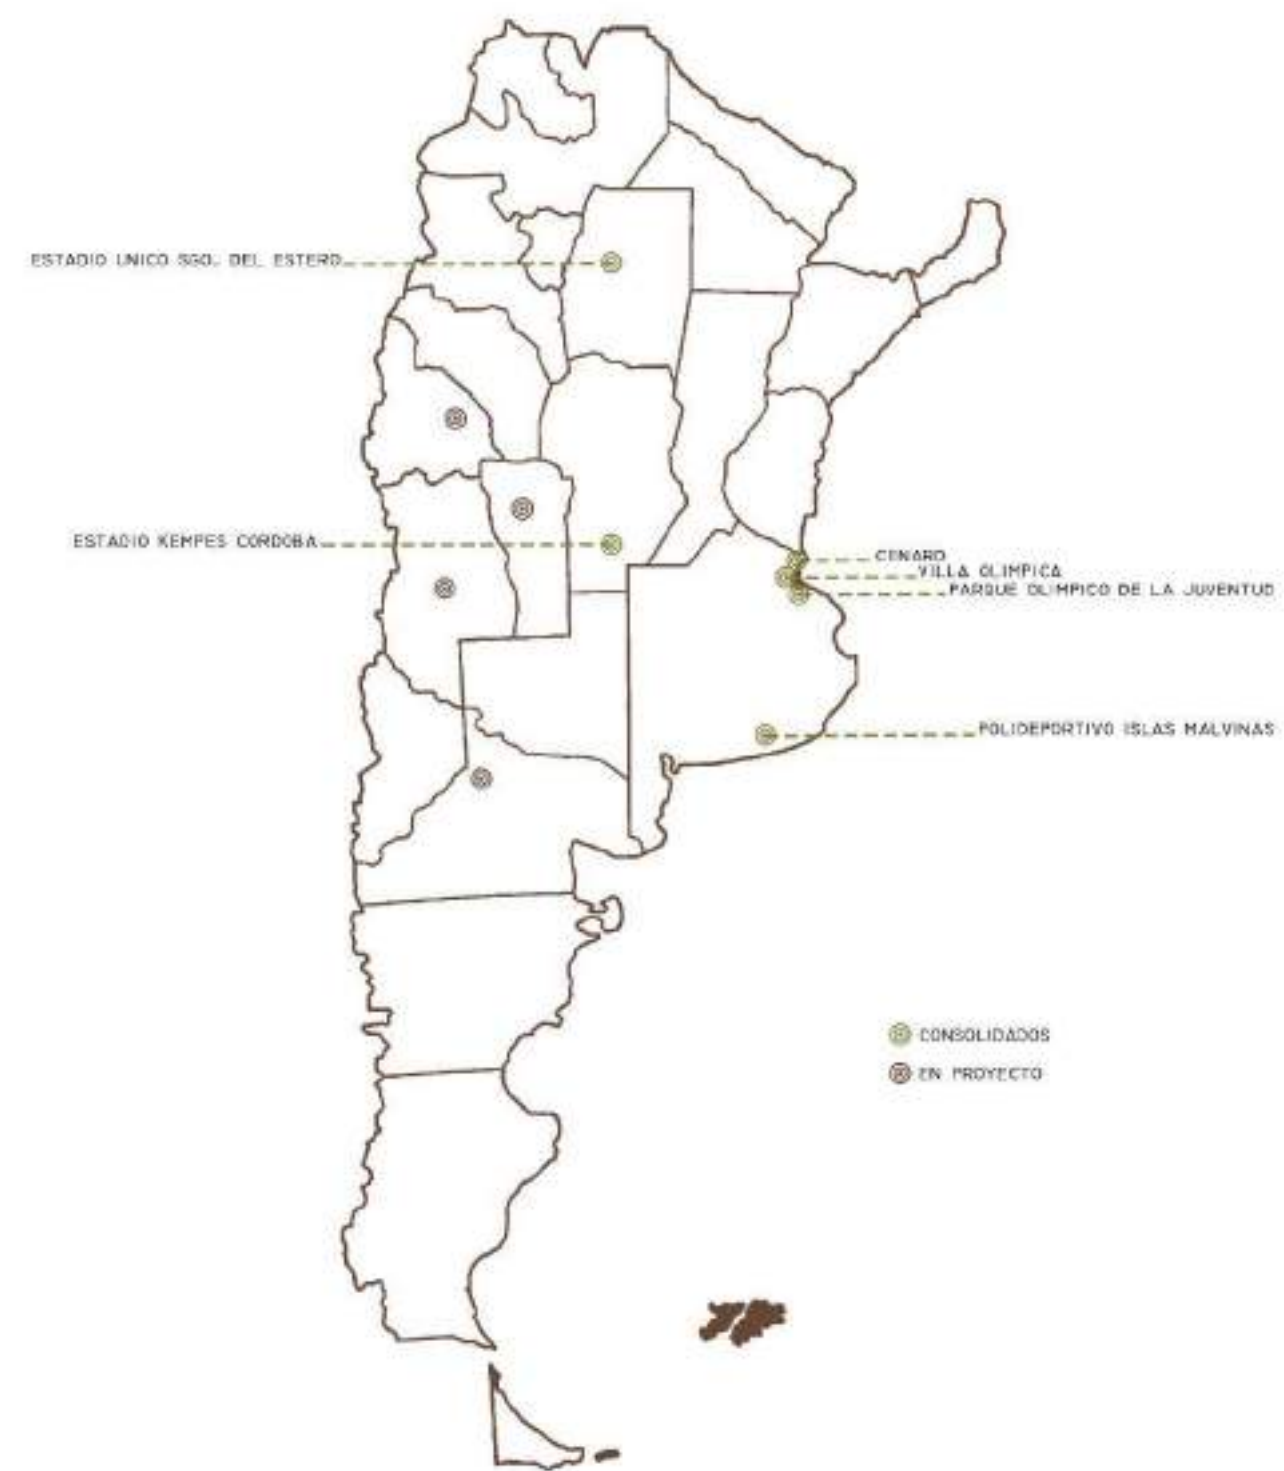 ESTADIO UNICO SGO. DEL ESTERO
ESTADIO KEMPES CORDOBA
CENARD
VILLA OLIMPICA
PARQUE OLIMPICO DE LA JUVENTUD
POLIDEPORTIVO ISLAS MALVINAS
CONSOLIDADOS
EN PROYECTO